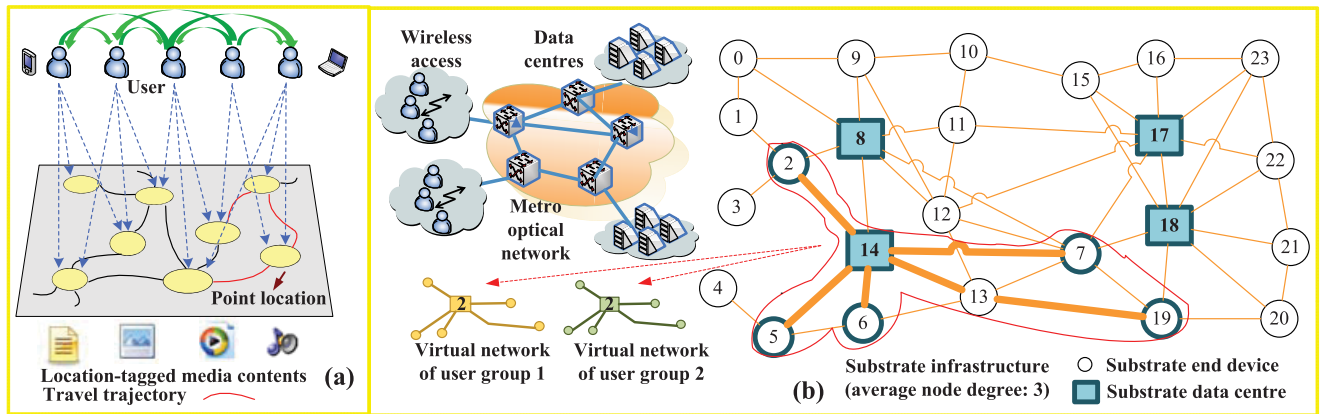 User
Point location
Location-tagged media contents
Travel trajectory
(a)
Wireless
access
Data
centres
Metro
optical
network
2
Virtual network
of user group 1
2
Virtual network
of user group 2
0
9
10
15
16
23
1
8
11
17
2
22
3
12
18
14
7
21
4
13
5
6
19
20
Substrate infrastructure
(average node degree: 3)
Substrate end device
Substrate data centre
(b)